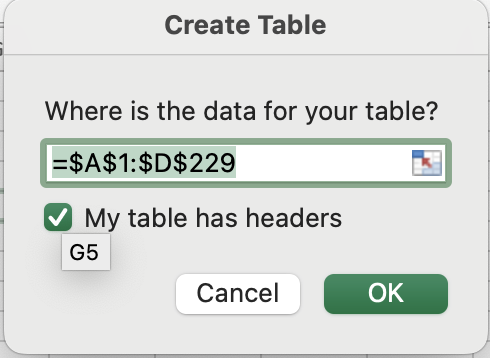 Create Table
Where is the data for your table?
=$A$1:$D$229
My table has headers
G5
Cancel OK